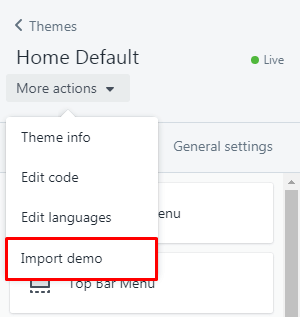 Themes
Home Default
Live
More actions
Theme info
General settings
Edit code
Edit languages
nu
Import demo
Top Bar Menu